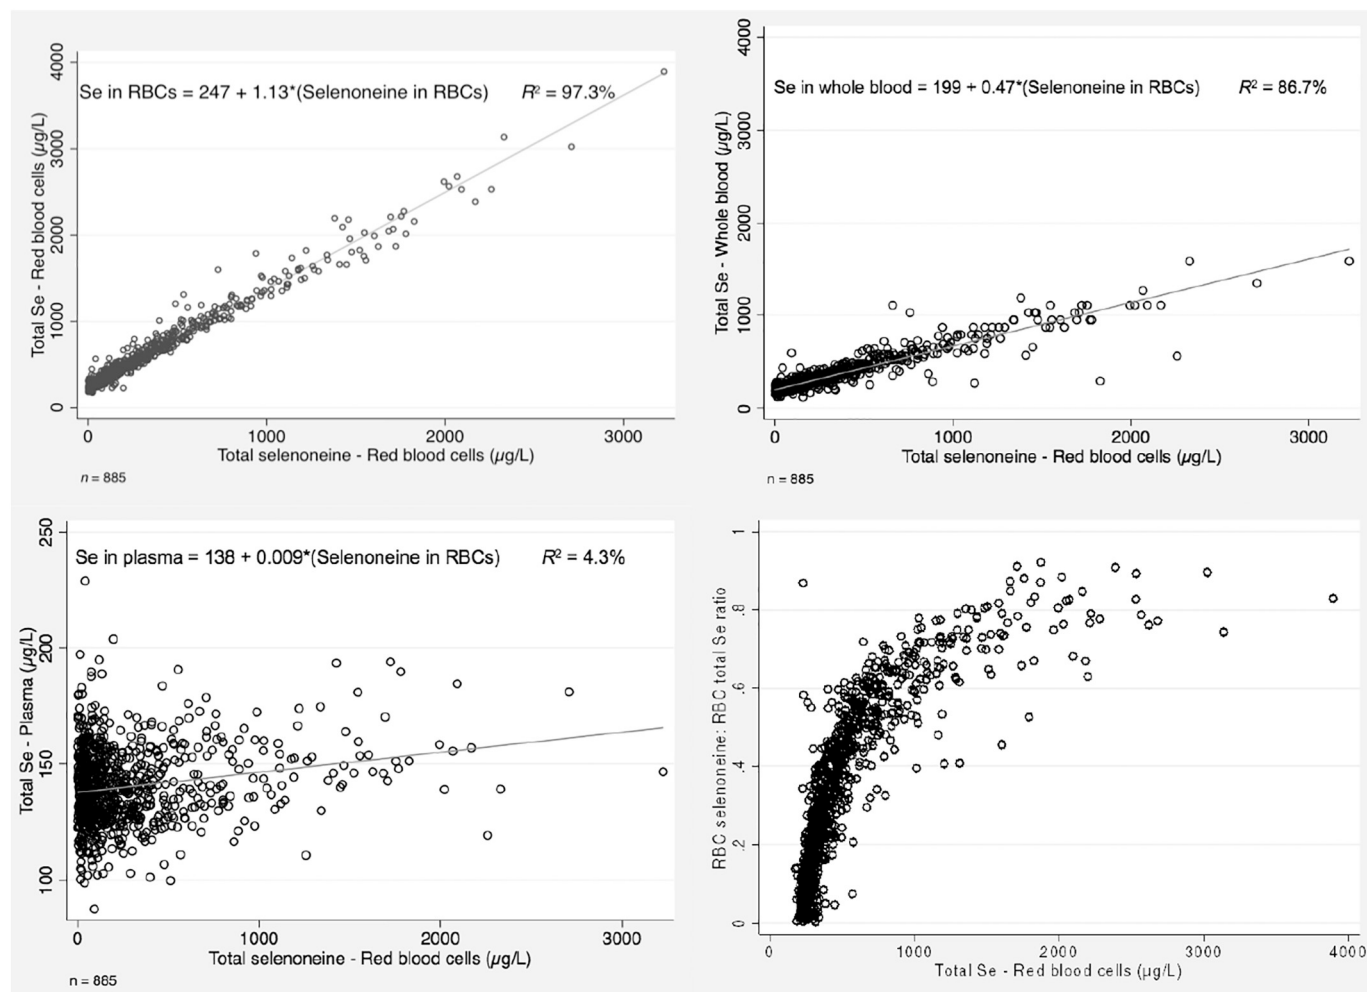 Se in RBCs = 247 + 1.13*(Selenoneine in RBCs) R² = 97.3%
Total Se - Red blood cells (µg/L)
4000
3000
2000
1000
0
0 1000 2000 3000
Total selenoneine - Red blood cells (µg/L)
n = 885
Se in whole blood = 199 + 0.47*(Selenoneine in RBCs) R² = 86.7%
Total Se - Whole blood (µg/L)
4000
3000
2000
1000
0
0 1000 2000 3000
Total selenoneine - Red blood cells (µg/L)
n = 885
Se in plasma = 138 + 0.009*(Selenoneine in RBCs) R² = 4.3%
Total Se - Plasma (µg/L)
250
200
150
100
0 1000 2000 3000
Total selenoneine - Red blood cells (µg/L)
n = 885
RBC selenoneine: RBC total Se ratio
1
.8
.6
.4
.2
0
0 1000 2000 3000 4000
Total Se - Red blood cells (µg/L)